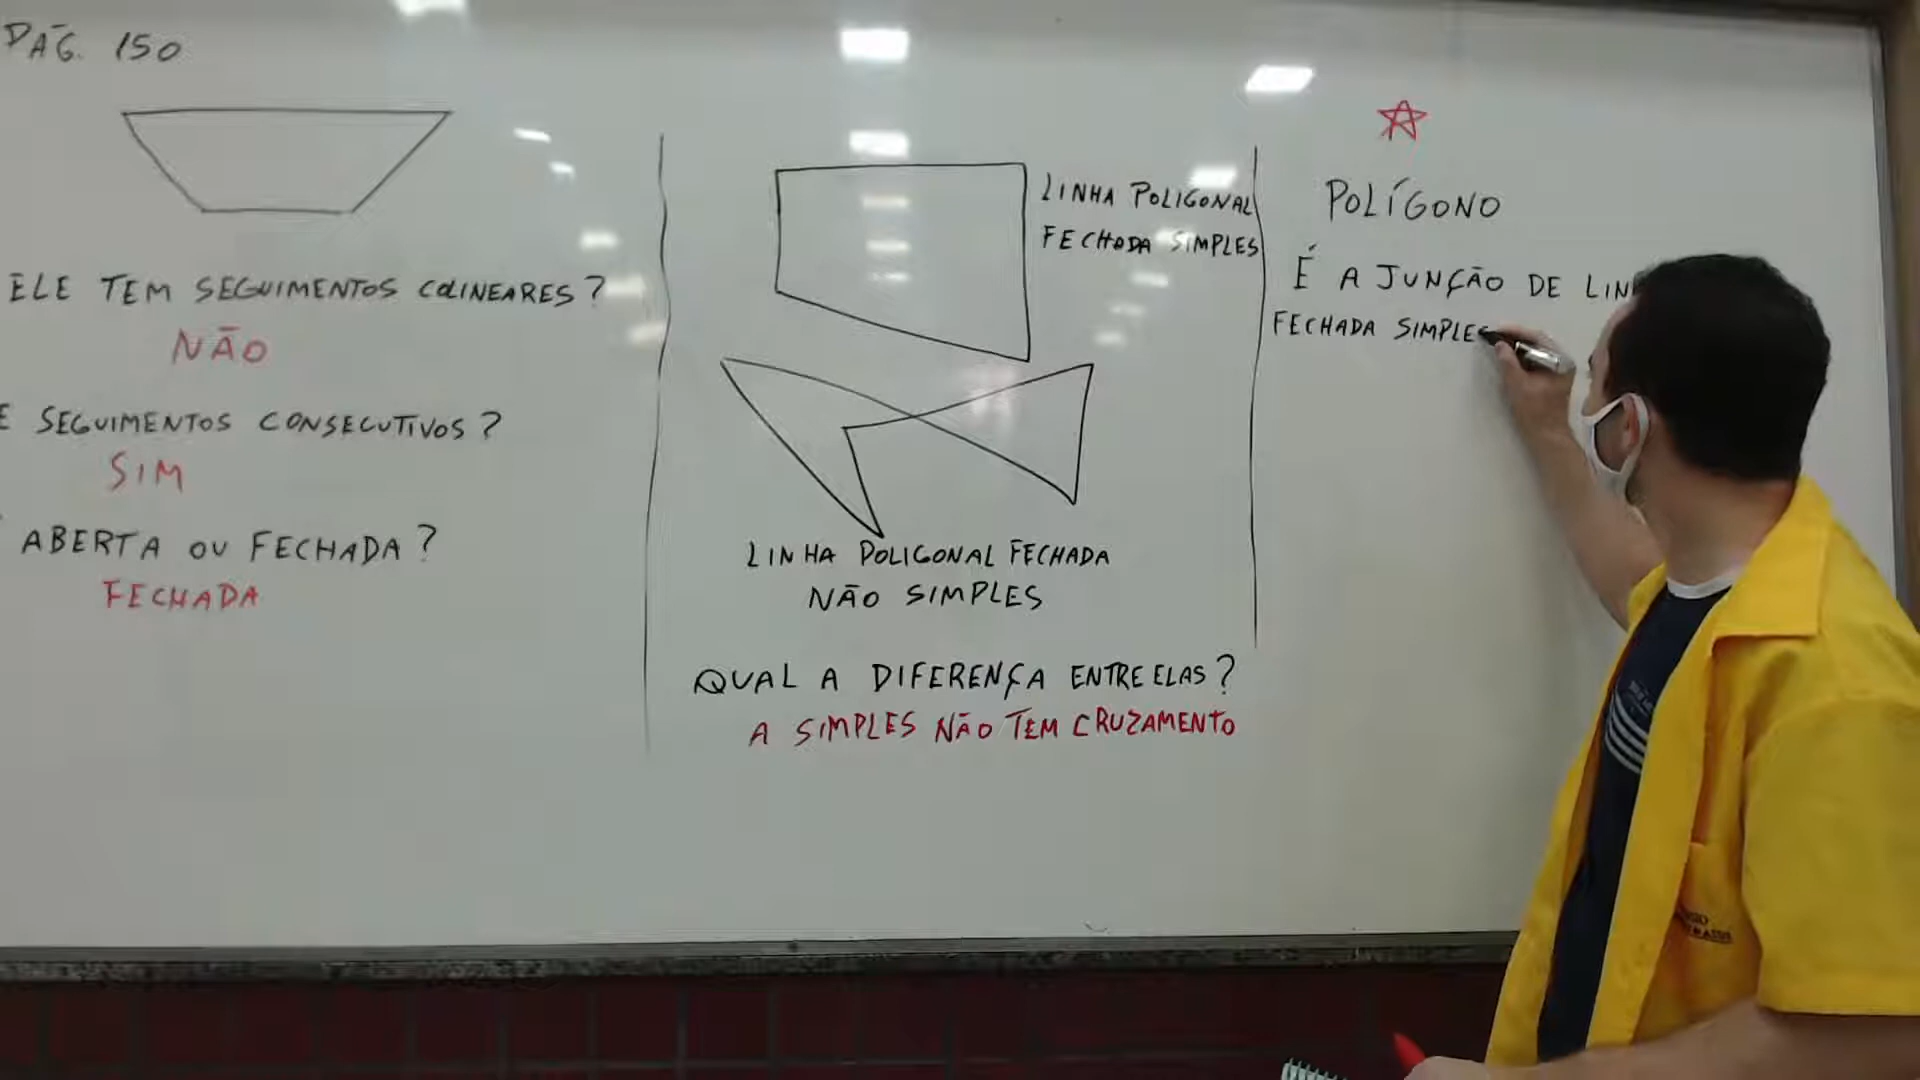 PÁG. 150
ELE TEM SEGUIMENTOS COLINEARES?
NÃO
E SEGUIMENTOS CONSECUTIVOS?
SIM
ABERTA OU FECHADA?
FECHADA
LINHA POLIGONAL
FECHADA SIMPLES
LINHA POLIGONAL FECHADA
NÃO SIMPLES
QUAL A DIFERENÇA ENTRE ELAS?
A SIMPLES NÃO TEM CRUZAMENTO
POLÍGONO
É A JUNÇÃO DE LIN
FECHADA SIMPLES